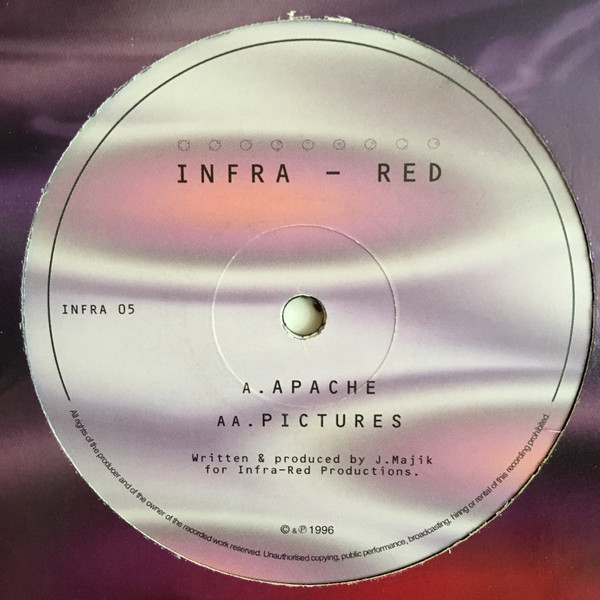 INFRA - RED
INFRA 05
A.APACHE
AA.PICTURES
Written & produced by J.Majik
for Infra-Red Productions.
© & ℗ 1996
All rights of the producer and of the owner of the recorded work reserved. Unauthorised copying, public performance, broadcasting, hiring or rental of this recording prohibited.